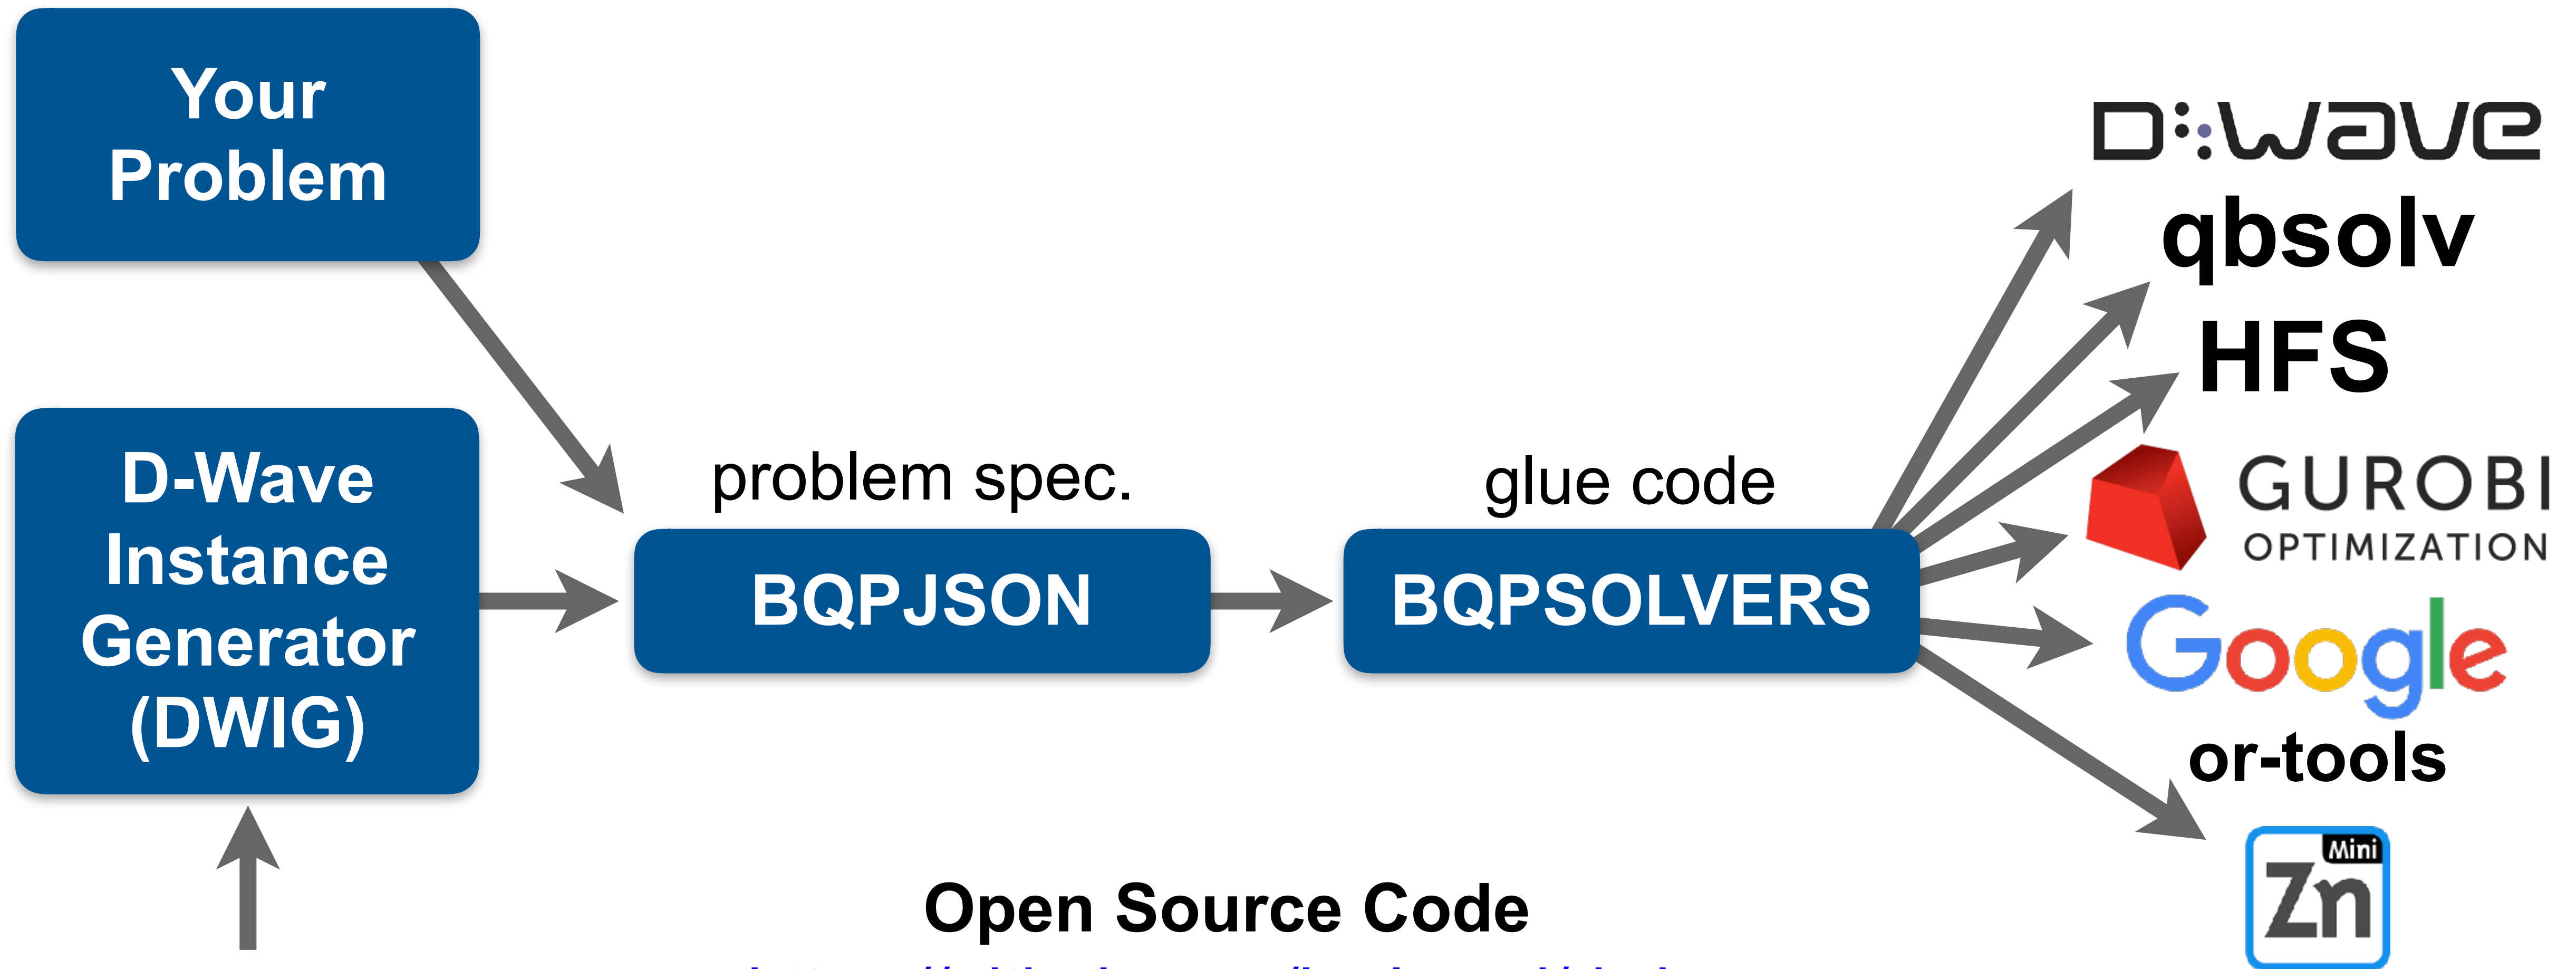 Your
Problem
D-Wave
Instance
Generator
(DWIG)
problem spec.
BQPJSON
glue code
BQPSOLVERS
D:Wave
qbsolv
HFS
GUROBI
OPTIMIZATION
Google
or-tools
Mini
Zn
Open Source Code